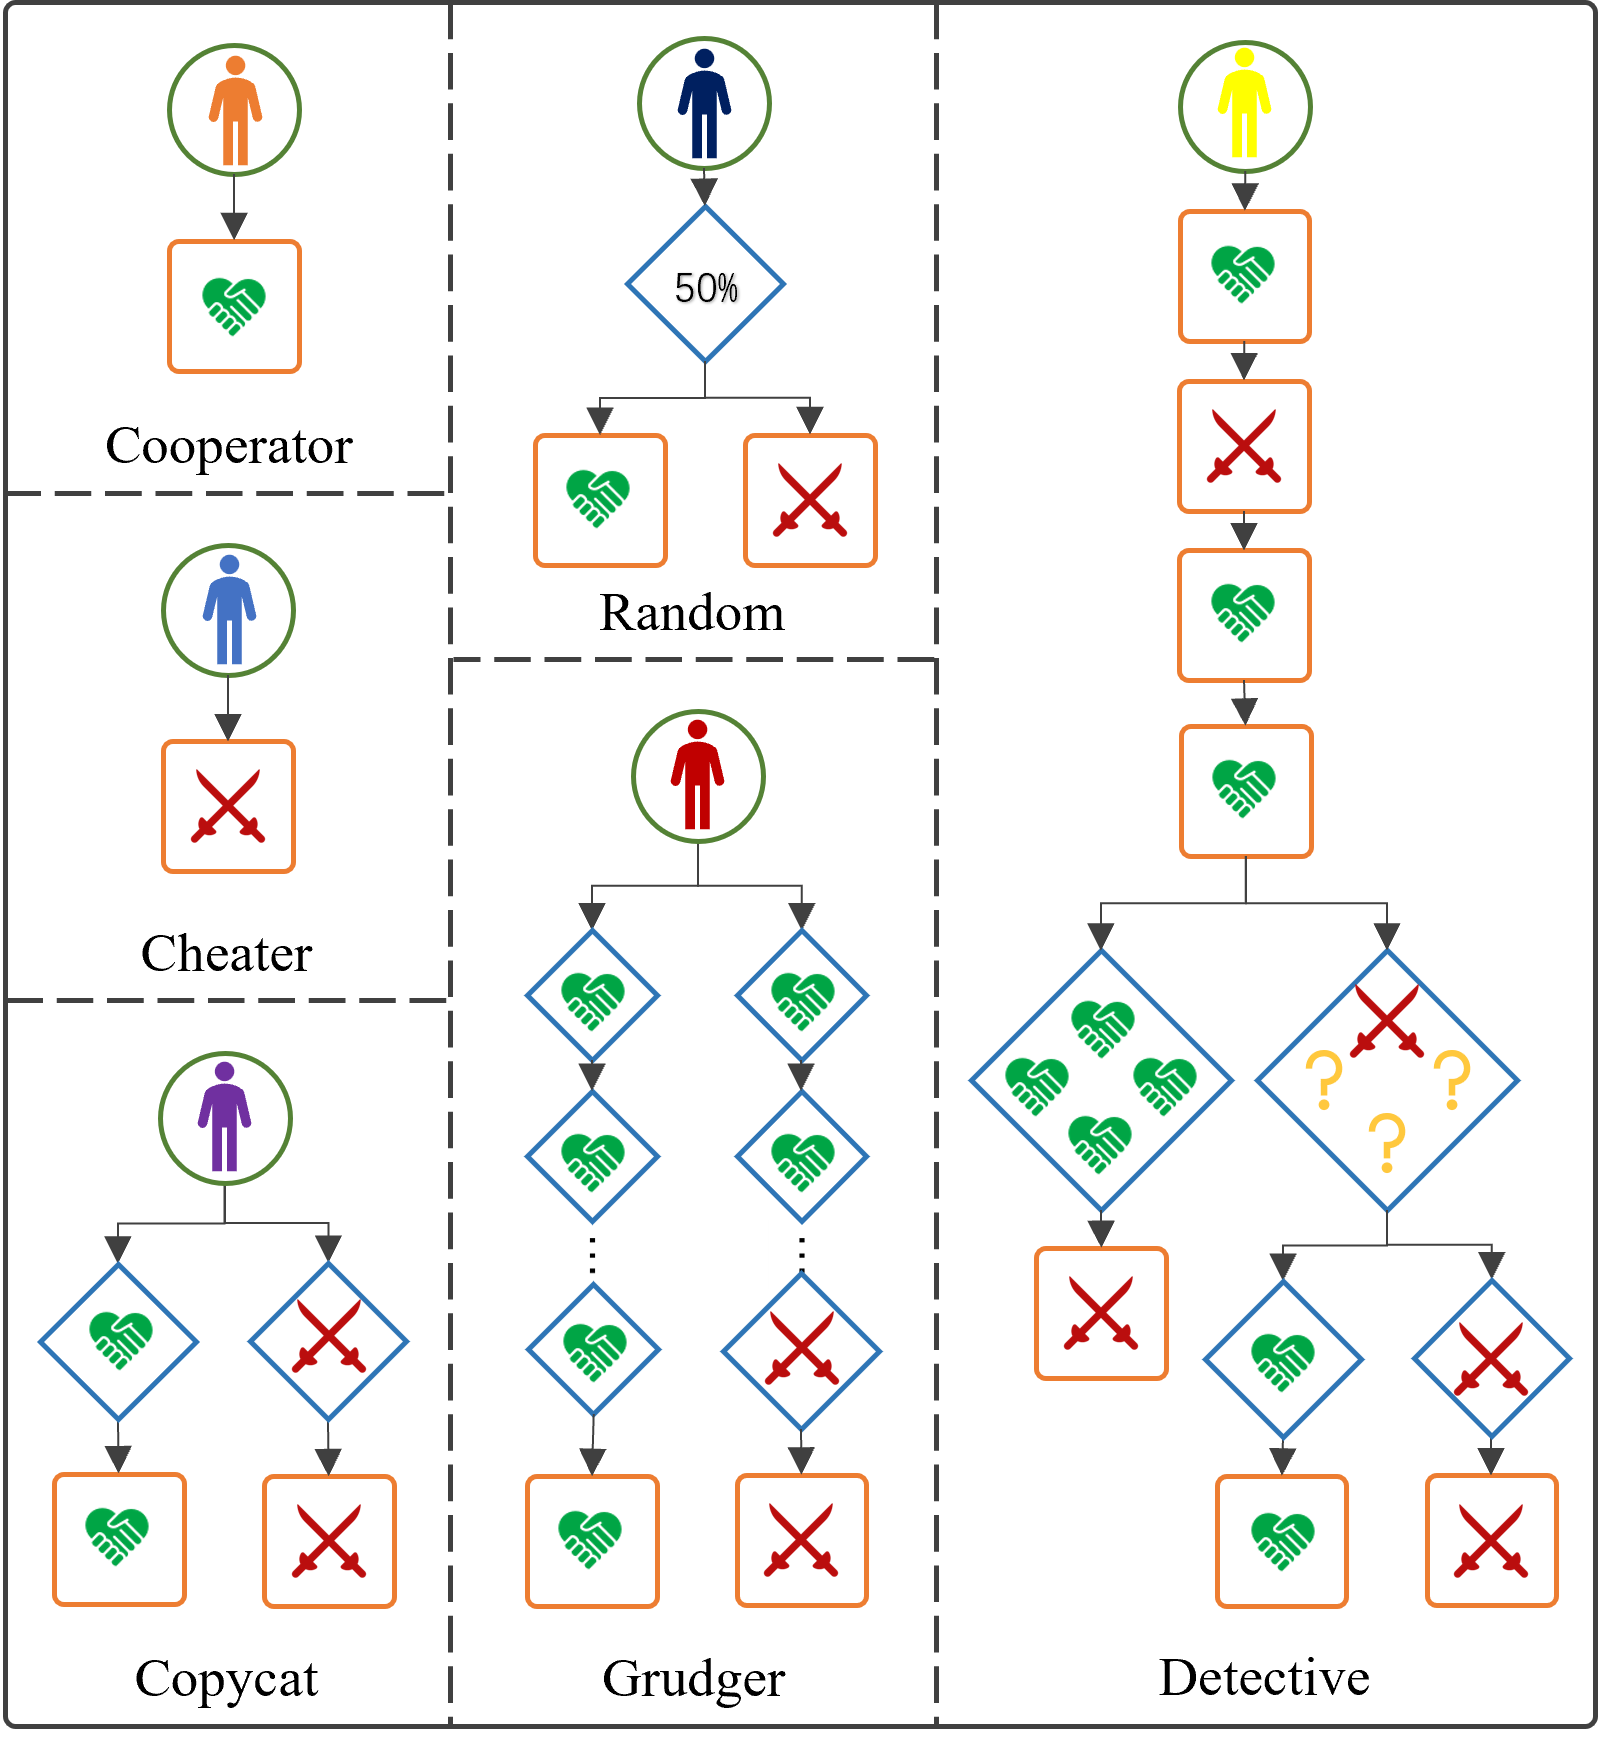 Cooperator
Cheater
Copycat
50%
Random
Grudger
? ? ?
Detective